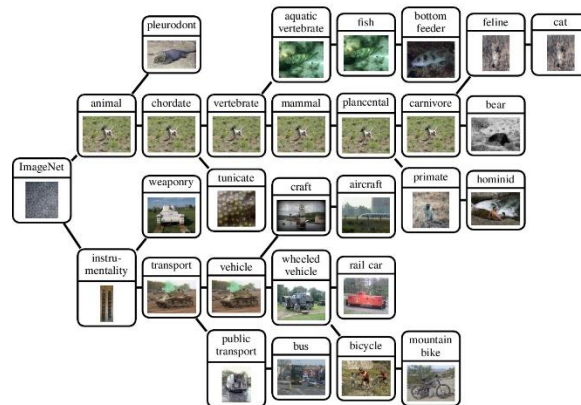 pleurodont
aquatic
vertebrate
fish
bottom
feeder
feline
cat
animal
chordate
vertebrate
mammal
plancental
carnivore
bear
ImageNet
weaponry
tunicate
craft
aircraft
primate
hominid
instru-
mentality
transport
vehicle
wheeled
vehicle
rail car
public
transport
bus
bicycle
mountain
bike